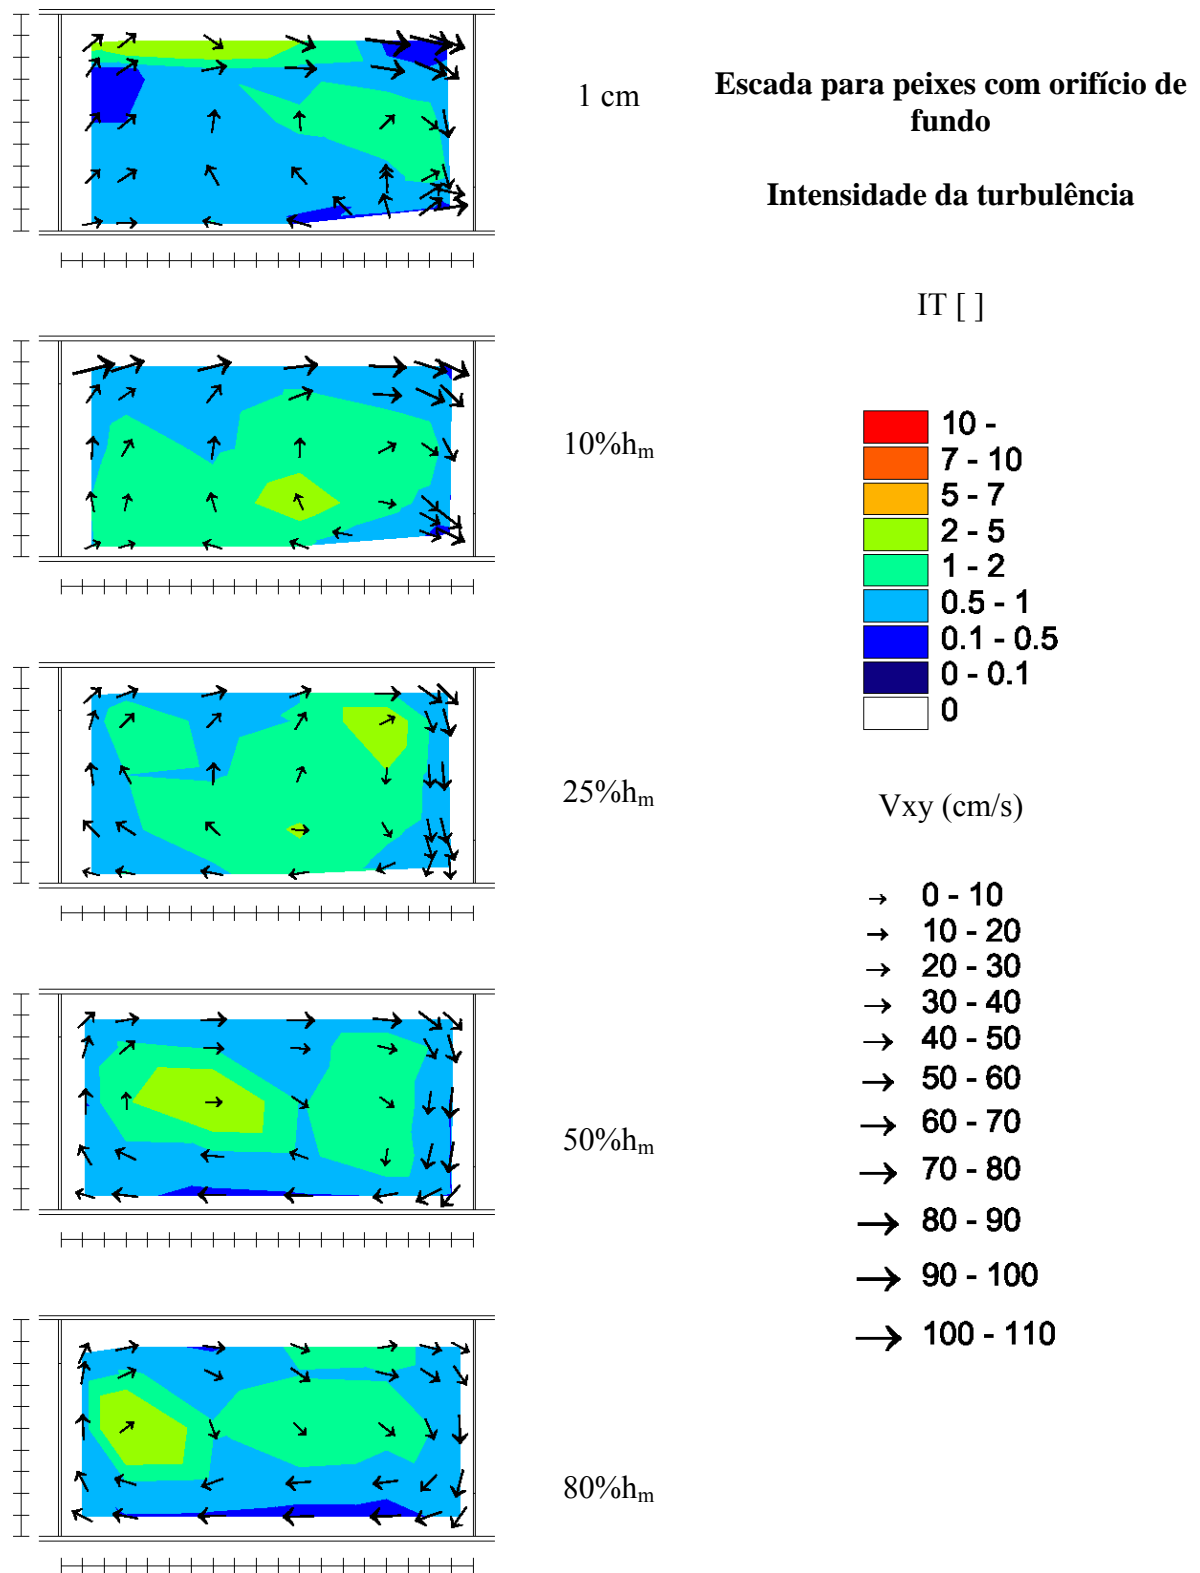 Escada para peixes com orifício de
fundo
Intensidade da turbulência
1 cm
10%hm
25%hm
50%hm
80%hm
IT [ ]
10 -
7 - 10
5 - 7
2 - 5
1 - 2
0.5 - 1
0.1 - 0.5
0 - 0.1
0
Vxy (cm/s)
0 - 10
10 - 20
20 - 30
30 - 40
40 - 50
50 - 60
60 - 70
70 - 80
80 - 90
90 - 100
100 - 110